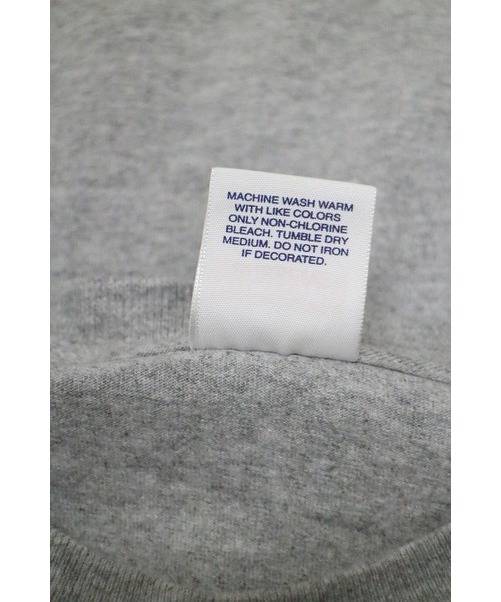 MACHINE WASH WARM
WITH LIKE COLORS
ONLY NON-CHLORINE
BLEACH. TUMBLE DRY
MEDIUM. DO NOT IRON
IF DECORATED.